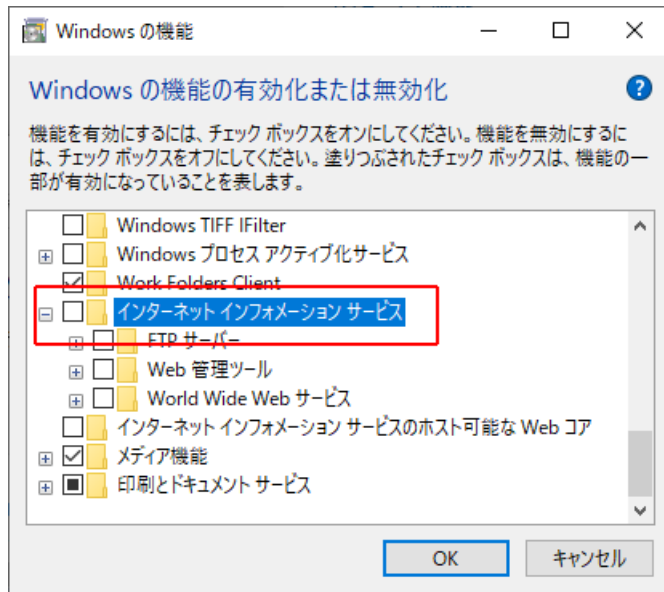 Windows の機能
Windows の機能の有効化または無効化
機能を有効にするには、チェック ボックスをオンにしてください。機能を無効にするに
は、チェック ボックスをオフにしてください。塗りつぶされたチェック ボックスは、機能の一
部が有効になっていることを表します。
Windows TIFF IFilter
Windows プロセス アクティブ化サービス
Work Folders Client
インターネット インフォメーション サービス
FTP サーバー
Web 管理ツール
World Wide Web サービス
インターネット インフォメーション サービスのホスト可能な Web コア
メディア機能
印刷とドキュメント サービス
OK
キャンセル